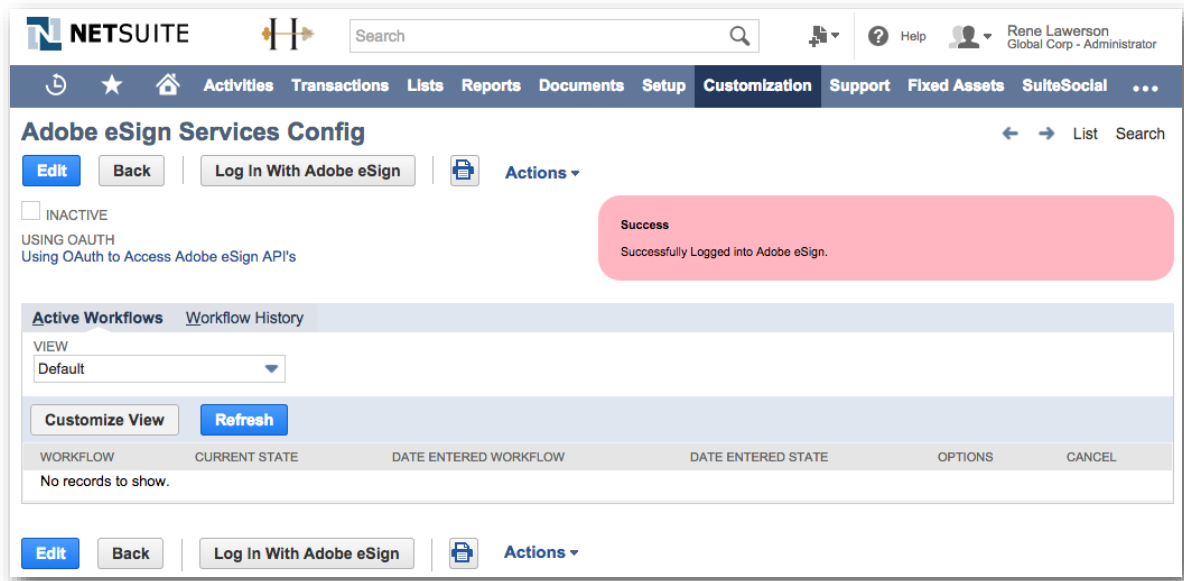 NETSUITE
Search
Help
Rene Lawerson
Global Corp - Administrator
Activities Transactions Lists Reports Documents Setup Customization Support Fixed Assets SuiteSocial
Adobe eSign Services Config
List Search
Edit Back Log In With Adobe eSign Actions
INACTIVE
USING OAUTH
Using OAuth to Access Adobe eSign API's
Success
Successfully Logged into Adobe eSign.
Active Workflows Workflow History
VIEW
Default
Customize View Refresh
WORKFLOW CURRENT STATE DATE ENTERED WORKFLOW DATE ENTERED STATE OPTIONS CANCEL
No records to show.
Edit Back Log In With Adobe eSign Actions